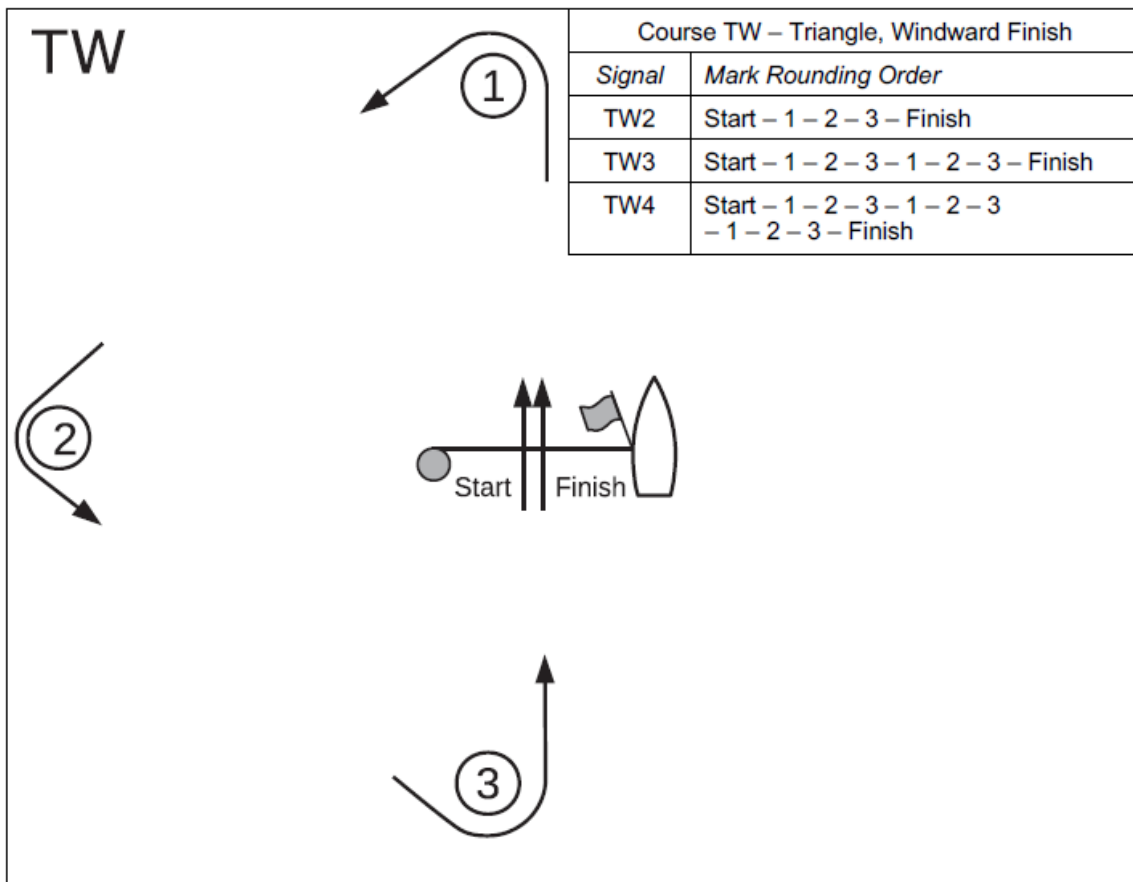 TW
Course TW – Triangle, Windward Finish
Signal Mark Rounding Order
TW2 Start – 1 – 2 – 3 – Finish
TW3 Start – 1 – 2 – 3 – 1 – 2 – 3 – Finish
TW4 Start – 1 – 2 – 3 – 1 – 2 – 3
– 1 – 2 – 3 – Finish
1
2
Start Finish
3